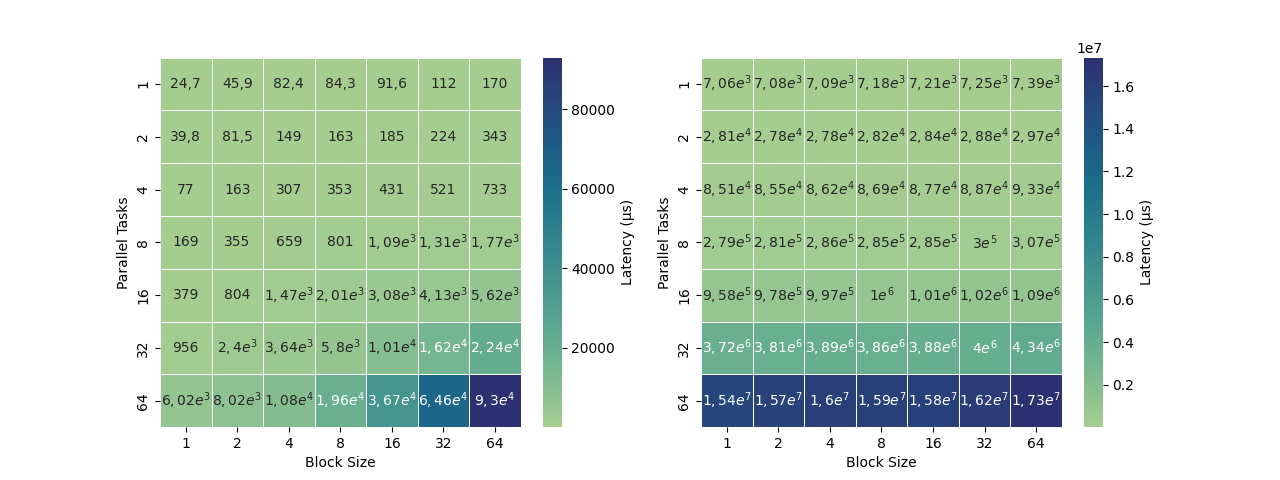 1 24,7 45,9 82,4 84,3 91,6 112 170
2 39,8 81,5 149 163 185 224 343
4 77 163 307 353 431 521 733
8 169 355 659 801 1,09e³ 1,31e³ 1,77e³
16 379 804 1,47e³ 2,01e³ 3,08e³ 4,13e³ 5,62e³
32 956 2,4e³ 3,64e³ 5,8e³ 1,01e⁴ 1,62e⁴ 2,24e⁴
64 6,02e³ 8,02e³ 1,08e⁴ 1,96e⁴ 3,67e⁴ 6,46e⁴ 9,3e⁴
1 2 4 8 16 32 64
Block Size
Parallel Tasks
80000
60000
40000
20000
Latency (μs)
1 7,06e³ 7,08e³ 7,09e³ 7,18e³ 7,21e³ 7,25e³ 7,39e³
2 2,81e⁴ 2,78e⁴ 2,78e⁴ 2,82e⁴ 2,84e⁴ 2,88e⁴ 2,97e⁴
4 8,51e⁴ 8,55e⁴ 8,62e⁴ 8,69e⁴ 8,77e⁴ 8,87e⁴ 9,33e⁴
8 2,79e⁵ 2,81e⁵ 2,86e⁵ 2,85e⁵ 2,85e⁵ 3e⁵ 3,07e⁵
16 9,58e⁵ 9,78e⁵ 9,97e⁵ 1e⁶ 1,01e⁶ 1,02e⁶ 1,09e⁶
32 3,72e⁶ 3,81e⁶ 3,89e⁶ 3,86e⁶ 3,88e⁶ 4e⁶ 4,34e⁶
64 1,54e⁷ 1,57e⁷ 1,6e⁷ 1,59e⁷ 1,58e⁷ 1,62e⁷ 1,73e⁷
1 2 4 8 16 32 64
Block Size
Parallel Tasks
1e7
1.6
1.4
1.2
1.0
0.8
0.6
0.4
0.2
Latency (μs)